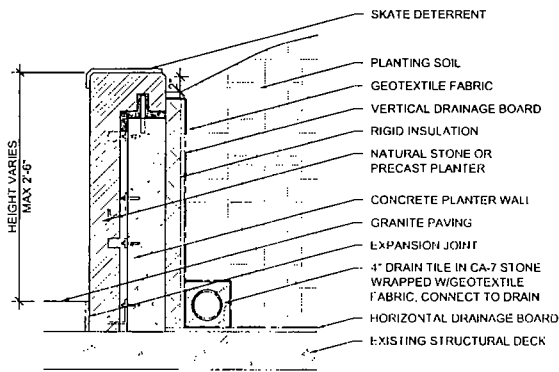 SKATE DETERRENT
PLANTING SOIL
GEOTEXTILE FABRIC
VERTICAL DRAINAGE BOARD
RIGID INSULATION
NATURAL STONE OR
PRECAST PLANTER
CONCRETE PLANTER WALL
GRANITE PAVING
EXPANSION JOINT
4" DRAIN TILE IN CA-7 STONE
WRAPPED W/GEOTEXTILE
FABRIC, CONNECT TO DRAIN
HORIZONTAL DRAINAGE BOARD
EXISTING STRUCTURAL DECK
HEIGHT VARIES
MAX 2'-6"
2"